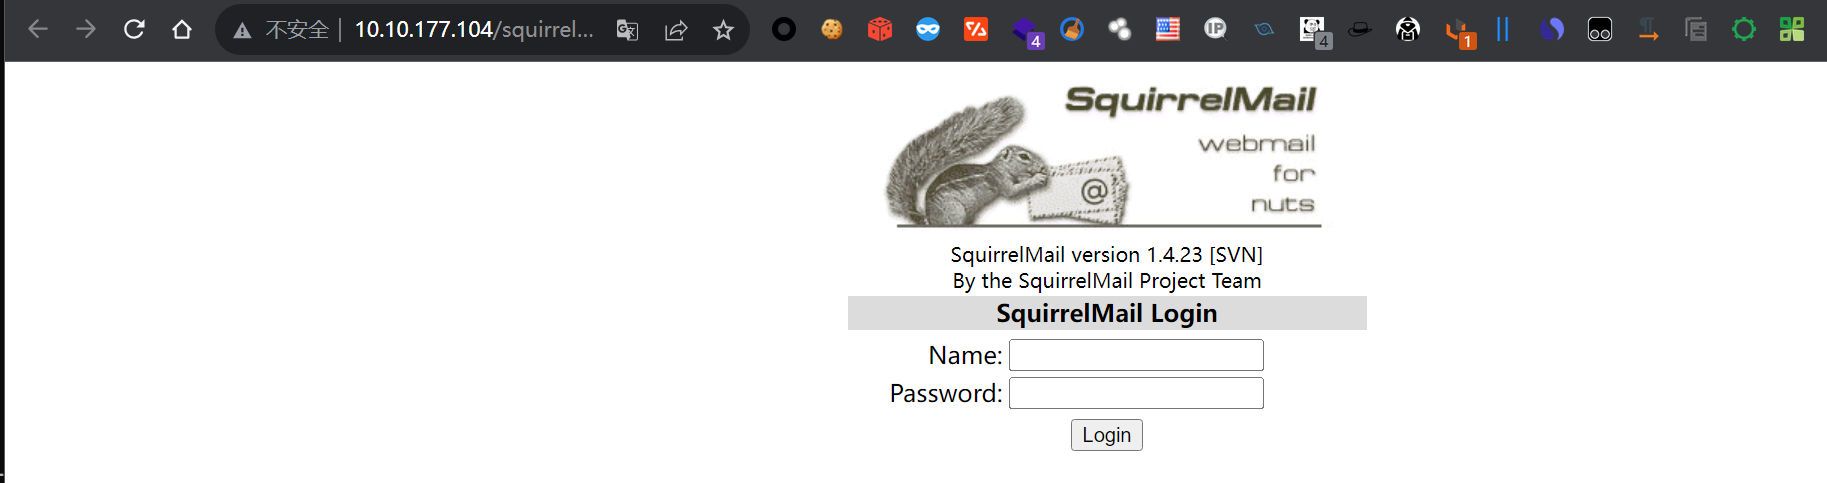 不安全 10.10.177.104/squirrel...
4
4
1
IP
SquirrelMail
webmail
for
nuts
@
SquirrelMail version 1.4.23 [SVN]
By the SquirrelMail Project Team
SquirrelMail Login
Name:
Password:
Login